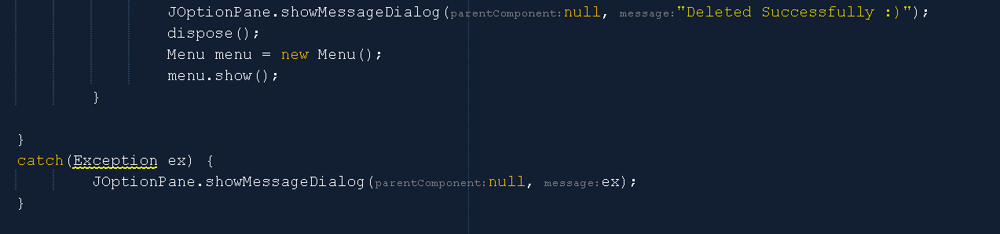 JOptionPane.showMessageDialog(parentComponent:null, message:"Deleted Successfully :)");
dispose();
Menu menu = new Menu();
menu.show();
}
}
catch(Exception ex) {
JOptionPane.showMessageDialog(parentComponent:null, message:ex);
}